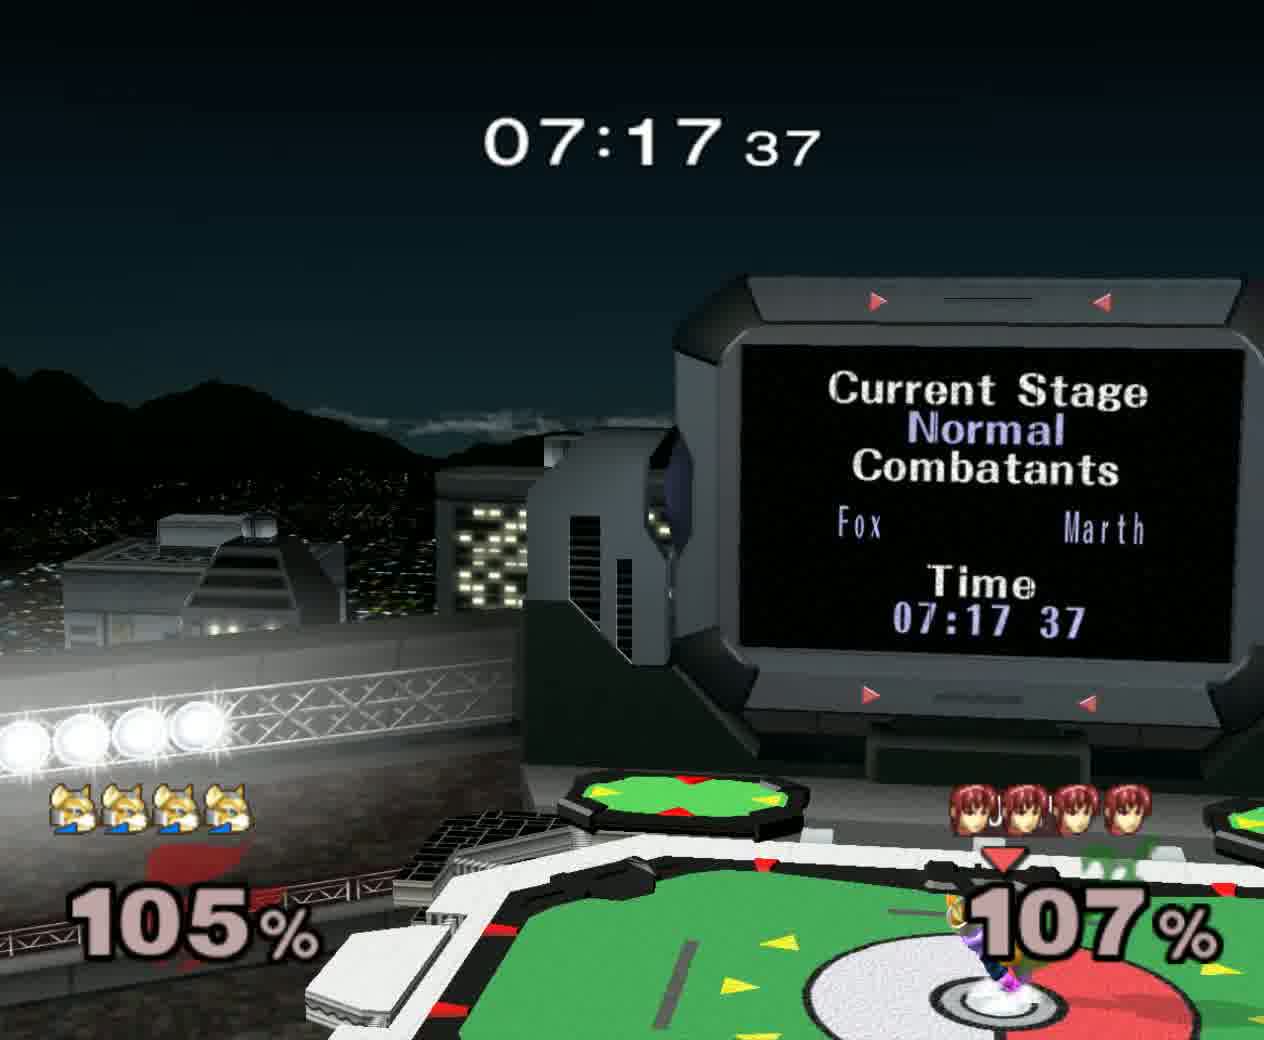 07:17 37
Current Stage
Normal
Combatants
Fox Marth
Time
07:17 37
105%
107%